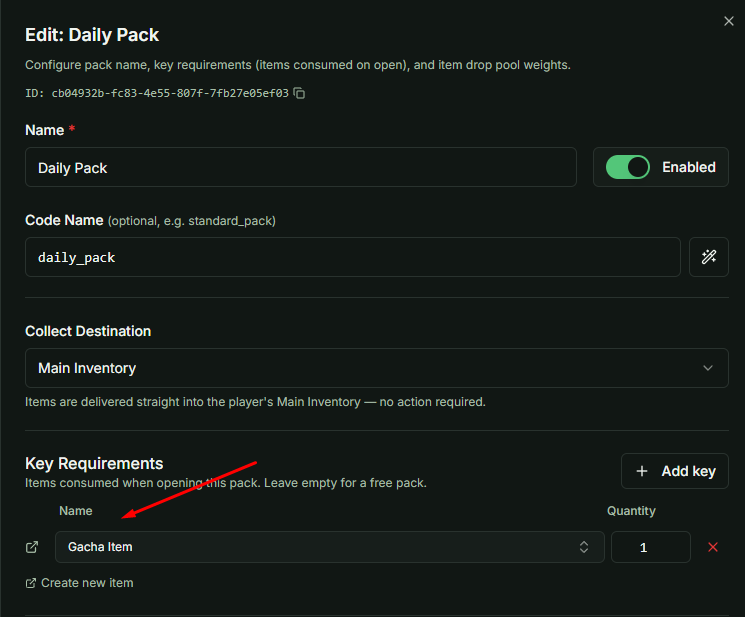 Edit: Daily Pack
Configure pack name, key requirements (items consumed on open), and item drop pool weights.
ID: cb04932b-fc83-4e55-807f-7fb27e05ef03
Name *
Daily Pack
Enabled
Code Name (optional, e.g. standard_pack)
daily_pack
Collect Destination
Main Inventory
Items are delivered straight into the player's Main Inventory — no action required.
Key Requirements
Items consumed when opening this pack. Leave empty for a free pack.
Add key
Name Quantity
Gacha Item 1
Create new item